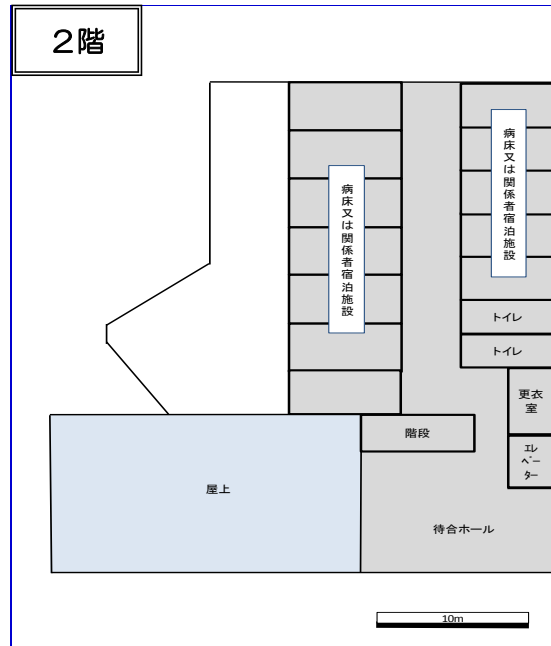 2階
病床又は関係者宿泊施設
病床又は関係者宿泊施設
トイレ
トイレ
更衣
室
階段
エレ
ベー
ター
屋上
待合ホール
10m